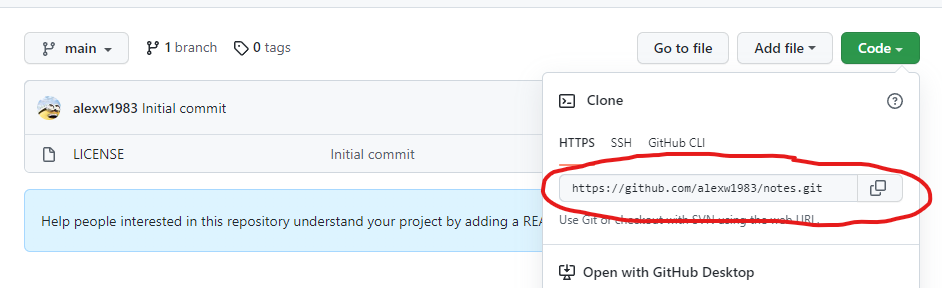 main
1 branch
0 tags
Go to file
Add file
Code
alexw1983 Initial commit
LICENSE
Initial commit
Help people interested in this repository understand your project by adding a
Clone
HTTPS
SSH
GitHub CLI
https://github.com/alexw1983/notes.git
Use Git or checkout with SVN using the web URL.
Open with GitHub Desktop